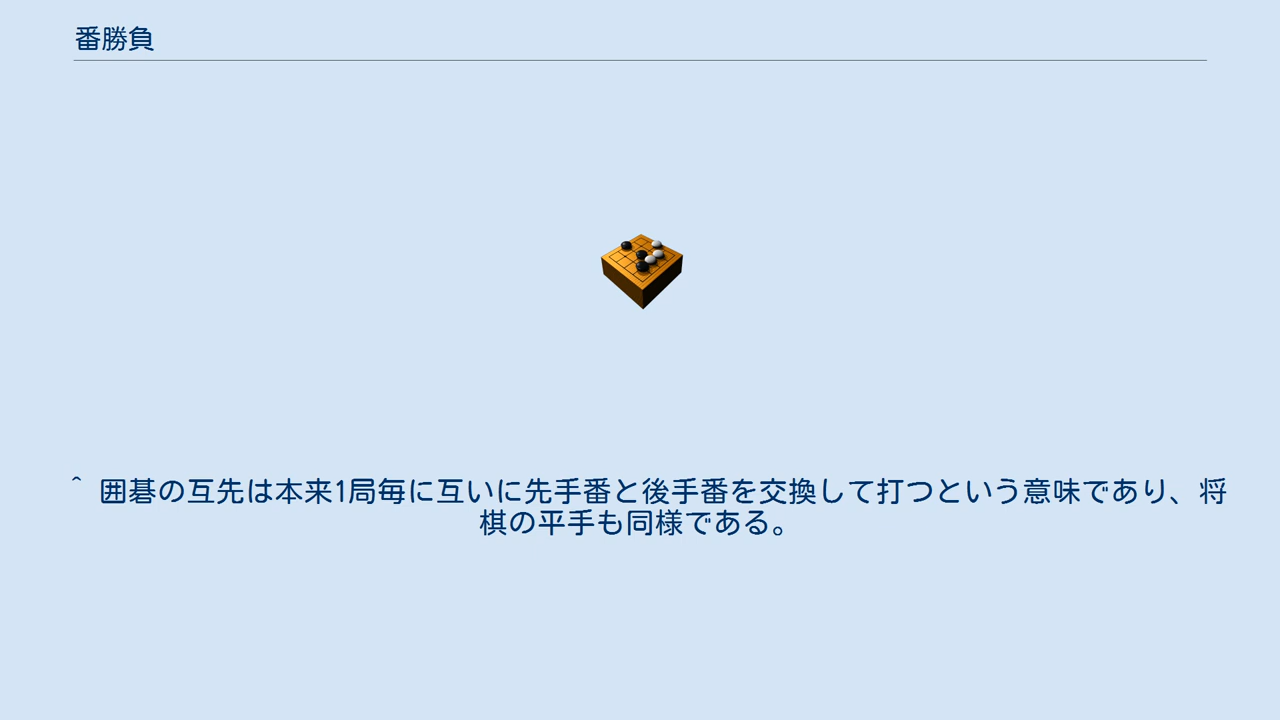 番勝負
^ 囲碁の互先は本来1局毎に互いに先手番と後手番を交換して打つという意味であり、将
棋の平手も同様である。